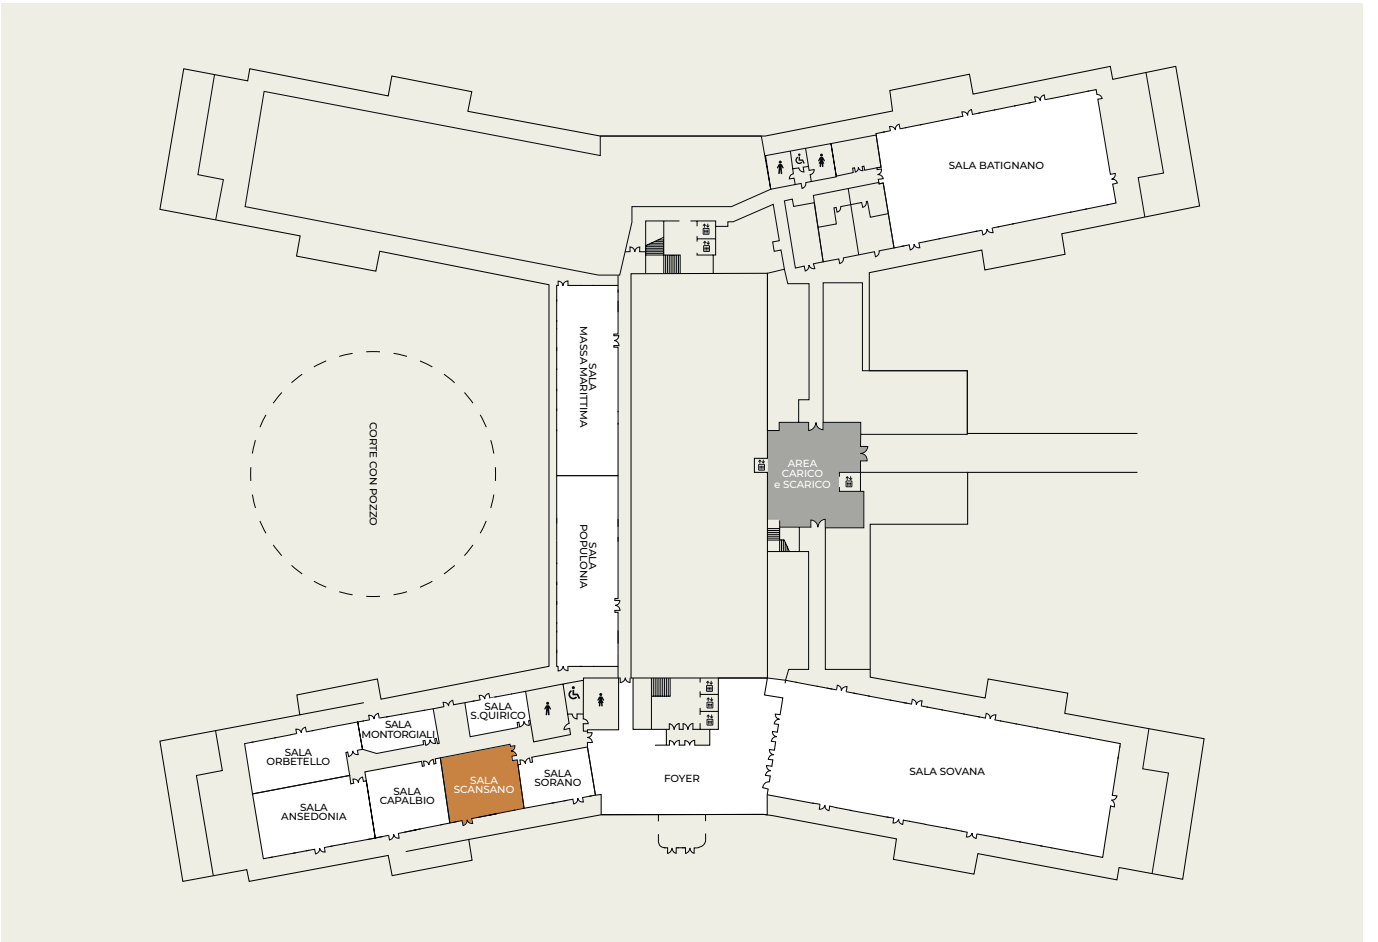 SALA BATIGNANO
SALA
MASSA MARITTIMA
CORTE CON POZZO
AREA
CARICO
e SCARICO
SALA
POPULONIA
SALA
S.QUIRICO
SALA
MONTORGIALI
SALA
ORBETELLO
SALA
ANSEDONIA
SALA
CAPALBIO
SALA
SCANSANO
SALA
SORANO
FOYER
SALA SOVANA